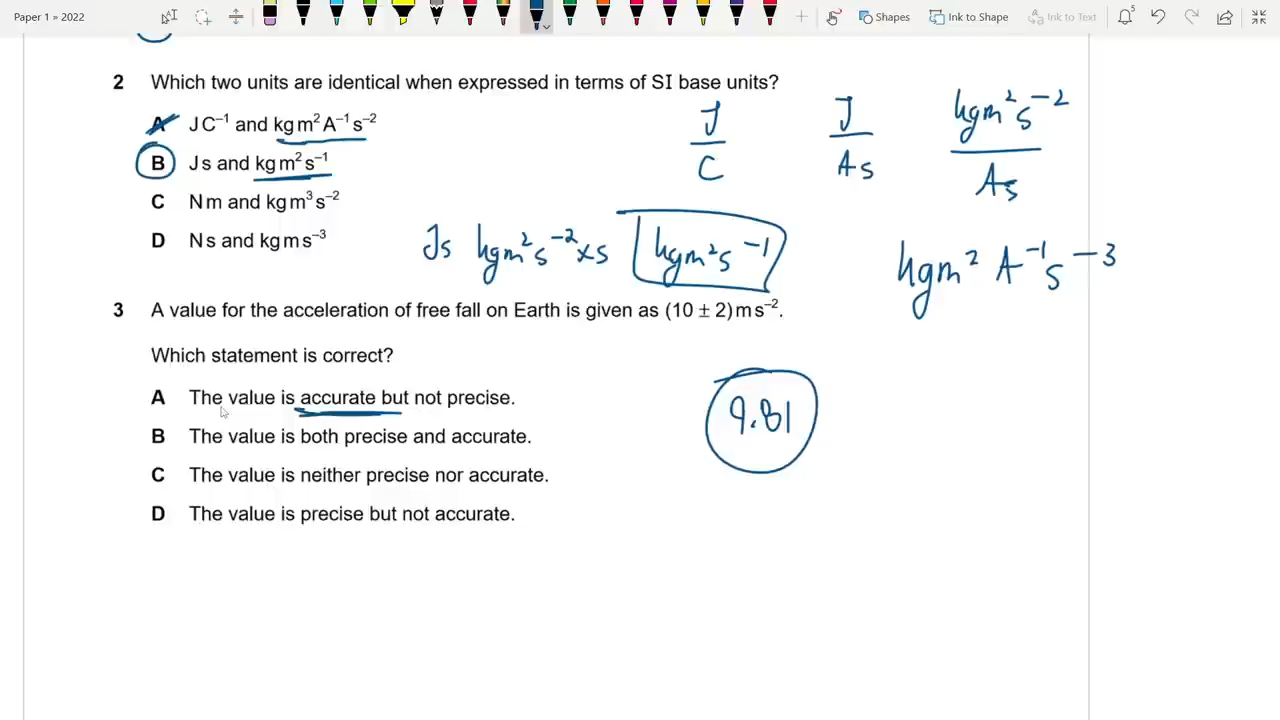 Paper 1 » 2022
Shapes Ink to Shape Ink to Text 5
2 Which two units are identical when expressed in terms of SI base units?
A J C⁻¹ and kg m² A⁻¹ s⁻²
B J s and kg m² s⁻¹
C N m and kg m³ s⁻²
D N s and kg m s⁻³
J/C J/As kgm²s⁻²/As
Js kgm²s⁻²×s kgm²s⁻¹
kgm² A⁻¹s⁻³
3 A value for the acceleration of free fall on Earth is given as (10 ± 2) m s⁻².
Which statement is correct?
A The value is accurate but not precise.
B The value is both precise and accurate.
C The value is neither precise nor accurate.
D The value is precise but not accurate.
9.81